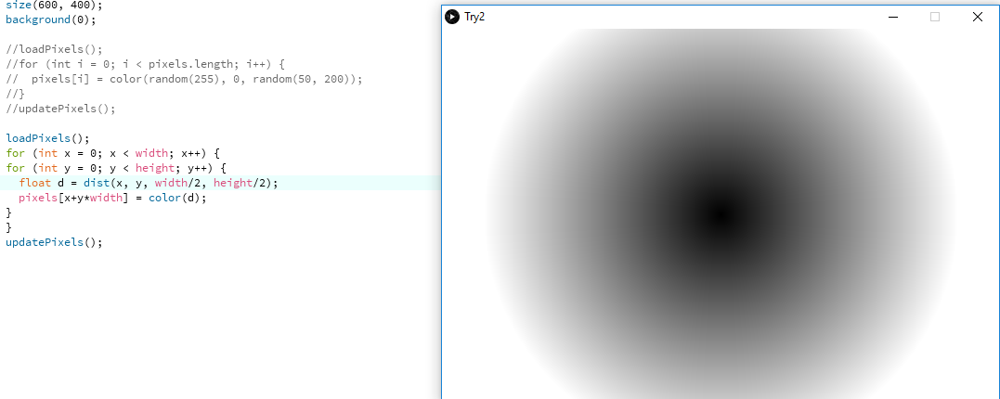 size(600, 400);
background(0);
//loadPixels();
//for (int i = 0; i < pixels.length; i++) {
//  pixels[i] = color(random(255), 0, random(50, 200));
//}
//updatePixels();
loadPixels();
for (int x = 0; x < width; x++) {
for (int y = 0; y < height; y++) {
  float d = dist(x, y, width/2, height/2);
  pixels[x+y*width] = color(d);
}
}
updatePixels();
Try2